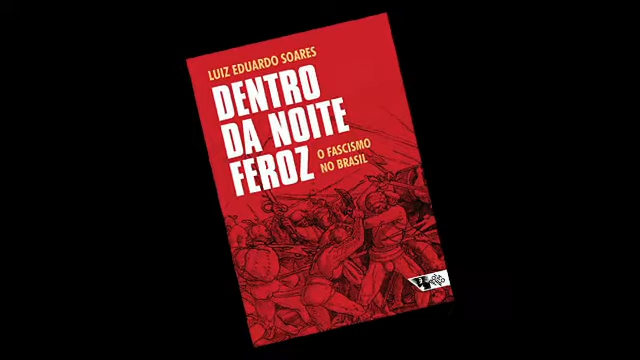 LUIZ EDUARDO SOARES
DENTRO
DA NOITE
FEROZ
O FASCISMO
NO BRASIL